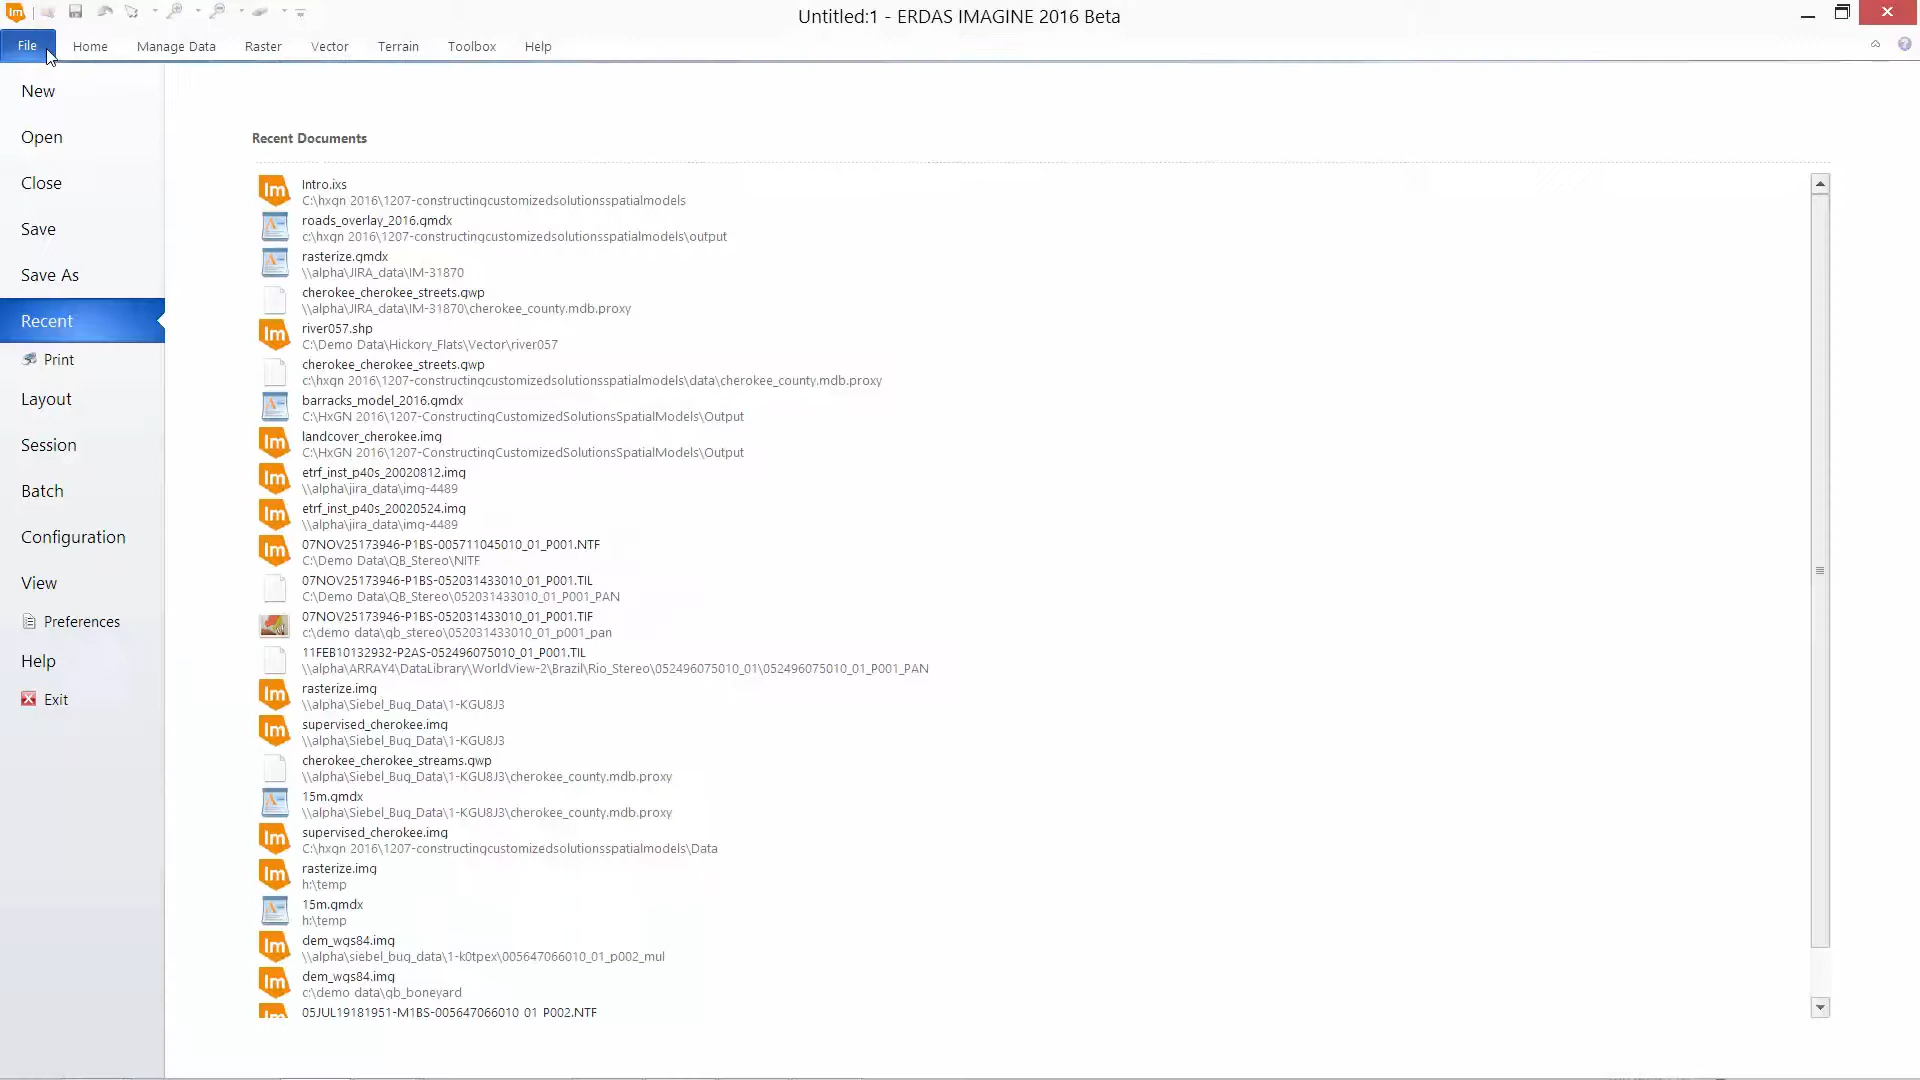 Untitled:1 - ERDAS IMAGINE 2016 Beta
File Home Manage Data Raster Vector Terrain Toolbox Help
New
Open
Close
Save
Save As
Recent
Print
Layout
Session
Batch
Configuration
View
Preferences
Help
Exit
Recent Documents
Intro.ixs
C:\hxgn 2016\1207-constructingcustomizedsolutionsspatialmodels
roads_overlay_2016.gmdx
c:\hxgn 2016\1207-constructingcustomizedsolutionsspatialmodels\output
rasterize.gmdx
\\alpha\JIRA_data\IM-31870
cherokee_cherokee_streets.gwp
\\alpha\JIRA_data\IM-31870\cherokee_county.mdb.proxy
river057.shp
C:\Demo Data\Hickory_Flats\Vector\river057
cherokee_cherokee_streets.gwp
c:\hxgn 2016\1207-constructingcustomizedsolutionsspatialmodels\data\cherokee_county.mdb.proxy
barracks_model_2016.gmdx
C:\HxGN 2016\1207-ConstructingCustomizedSolutionsSpatialModels\Output
landcover_cherokee.img
C:\HxGN 2016\1207-ConstructingCustomizedSolutionsSpatialModels\Output
etrf_inst_p40s_20020812.img
\\alpha\jira_data\img-4489
etrf_inst_p40s_20020524.img
\\alpha\jira_data\img-4489
07NOV25173946-P1BS-005711045010_01_P001.NTF
C:\Demo Data\QB_Stereo\NITF
07NOV25173946-P1BS-052031433010_01_P001.TIL
C:\Demo Data\QB_Stereo\052031433010_01_P001_PAN
07NOV25173946-P1BS-052031433010_01_P001.TIF
c:\demo data\qb_stereo\052031433010_01_p001_pan
11FEB10132932-P2AS-052496075010_01_P001.TIL
\\alpha\ARRAY4\DataLibrary\WorldView-2\Brazil\Rio_Stereo\052496075010_01\052496075010_01_P001_PAN
rasterize.img
\\alpha\Siebel_Bug_Data\1-KGU8J3
supervised_cherokee.img
\\alpha\Siebel_Bug_Data\1-KGU8J3
cherokee_cherokee_streams.gwp
\\alpha\Siebel_Bug_Data\1-KGU8J3\cherokee_county.mdb.proxy
15m.gmdx
\\alpha\Siebel_Bug_Data\1-KGU8J3\cherokee_county.mdb.proxy
supervised_cherokee.img
C:\hxgn 2016\1207-constructingcustomizedsolutionsspatialmodels\Data
rasterize.img
h:\temp
15m.gmdx
h:\temp
dem_wgs84.img
\\alpha\siebel_bug_data\1-k0tpex\005647066010_01_p002_mul
dem_wgs84.img
c:\demo data\qb_boneyard
05JUL19181951-M1BS-005647066010_01_P002.NTF